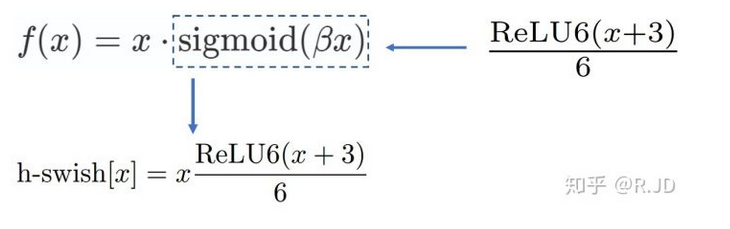 f(x) = x · sigmoid(βx) ReLU6(x+3)/6
h-swish[x] = x ReLU6(x + 3)/6
知乎 @R.JD